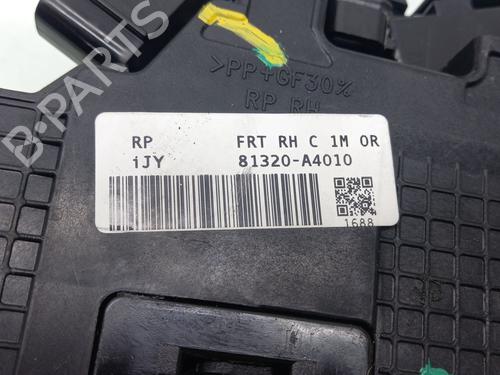 >PP+GF30%
RP RH
RP FRT RH C 1M OR
iJY 81320-A4010
1688
B-PARTS